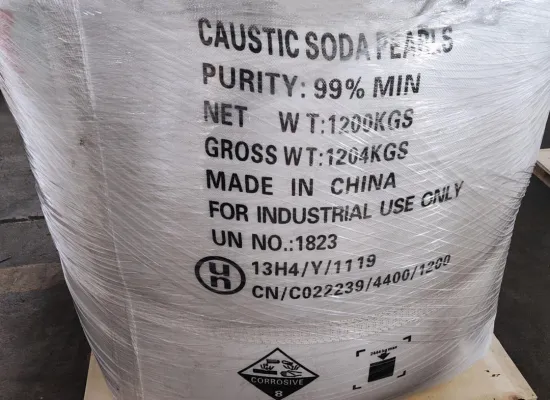 CAUSTIC SODA PEARLS
PURITY: 99% MIN
NET WT:1200KGS
GROSS WT:1204KGS
MADE IN CHINA
FOR INDUSTRIAL USE ONLY
UN NO.:1823
un 13H4/Y/1119
CN/C022239/4400/1200
CORROSIVE
8